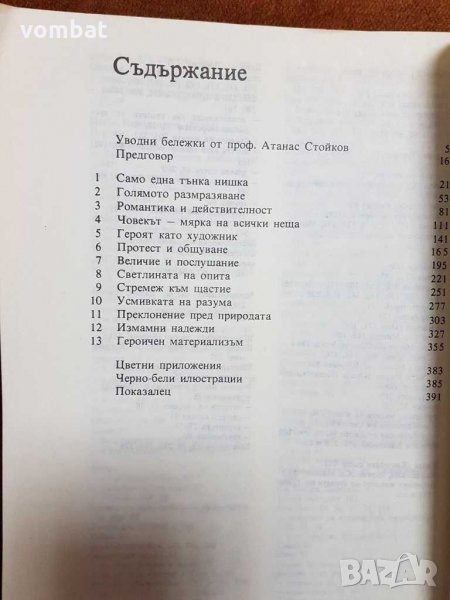 vombat
Съдържание
Уводни бележки от проф. Атанас Стойков 5
Предговор 16
1 Само една тънка нишка 21
2 Голямото размразяване 53
3 Романтика и действителност 81
4 Човекът – мярка на всички неща 111
5 Героят като художник 141
6 Протест и общуване 165
7 Величие и послушание 195
8 Светлината на опита 221
9 Стремеж към щастие 251
10 Усмивката на разума 277
11 Преклонение пред природата 303
12 Измамни надежди 327
13 Героичен материализъм 355
Цветни приложения 383
Черно-бели илюстрации 385
Показалец 391
BAZAR